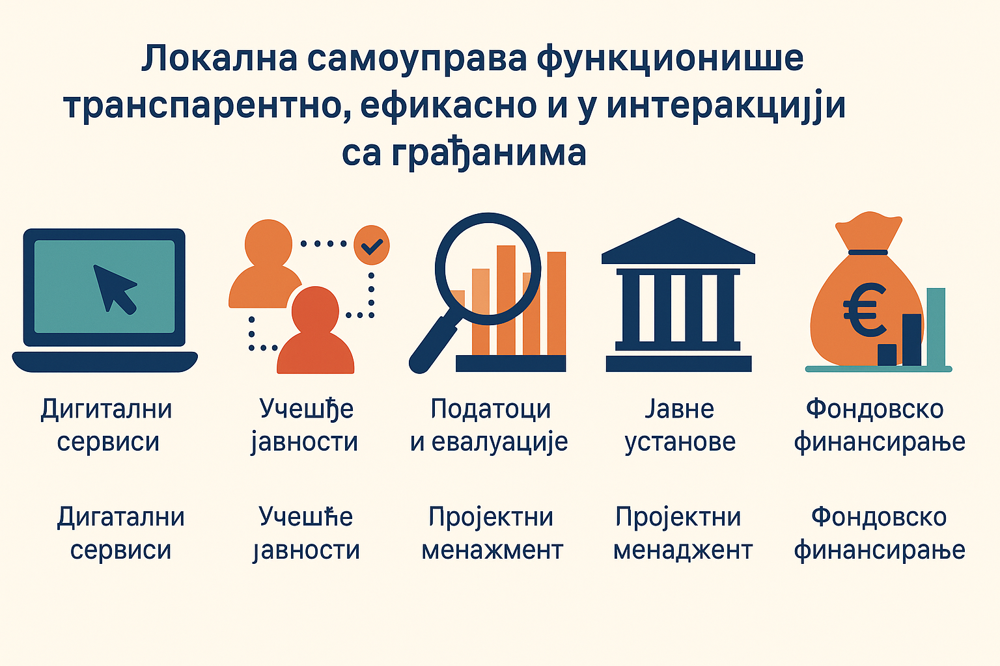 Локална самоуправа функционише
транспарентно, ефикасно и у интеракцијји
са грађанима
Дигитални
сервиси
Учешђе
јавности
Податоци
и евалуације
Јавне
установе
Фондовско
финансирање
Дигатални
сервиси
Учешће
јавности
Пројектни
менажмент
Пројектни
менаджент
Фондовско
финансирање
€